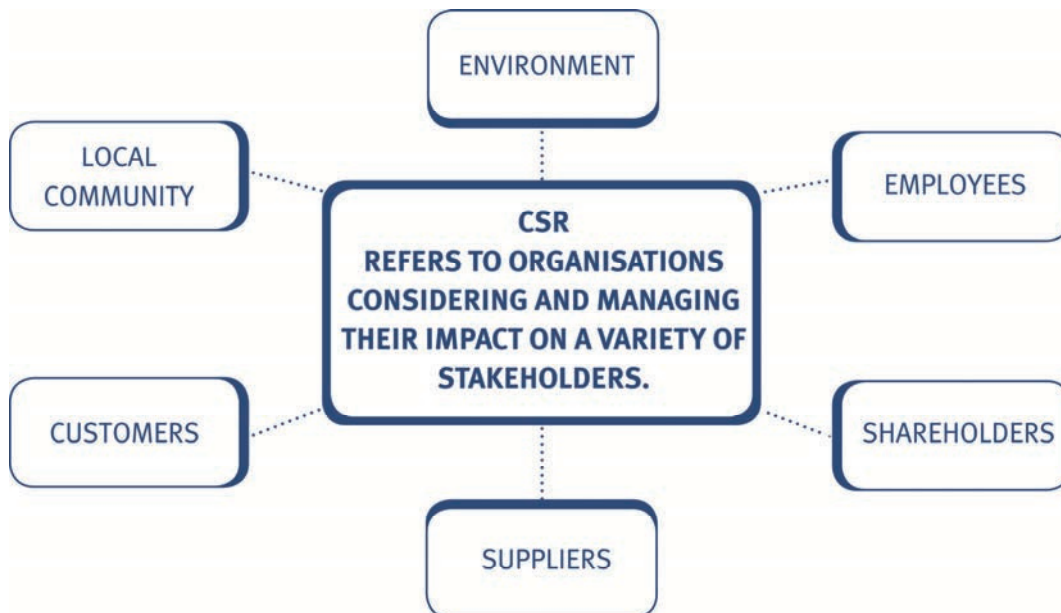 ENVIRONMENT
LOCAL
COMMUNITY
EMPLOYEES
CSR
REFERS TO ORGANISATIONS
CONSIDERING AND MANAGING
THEIR IMPACT ON A VARIETY OF
STAKEHOLDERS.
CUSTOMERS
SHAREHOLDERS
SUPPLIERS